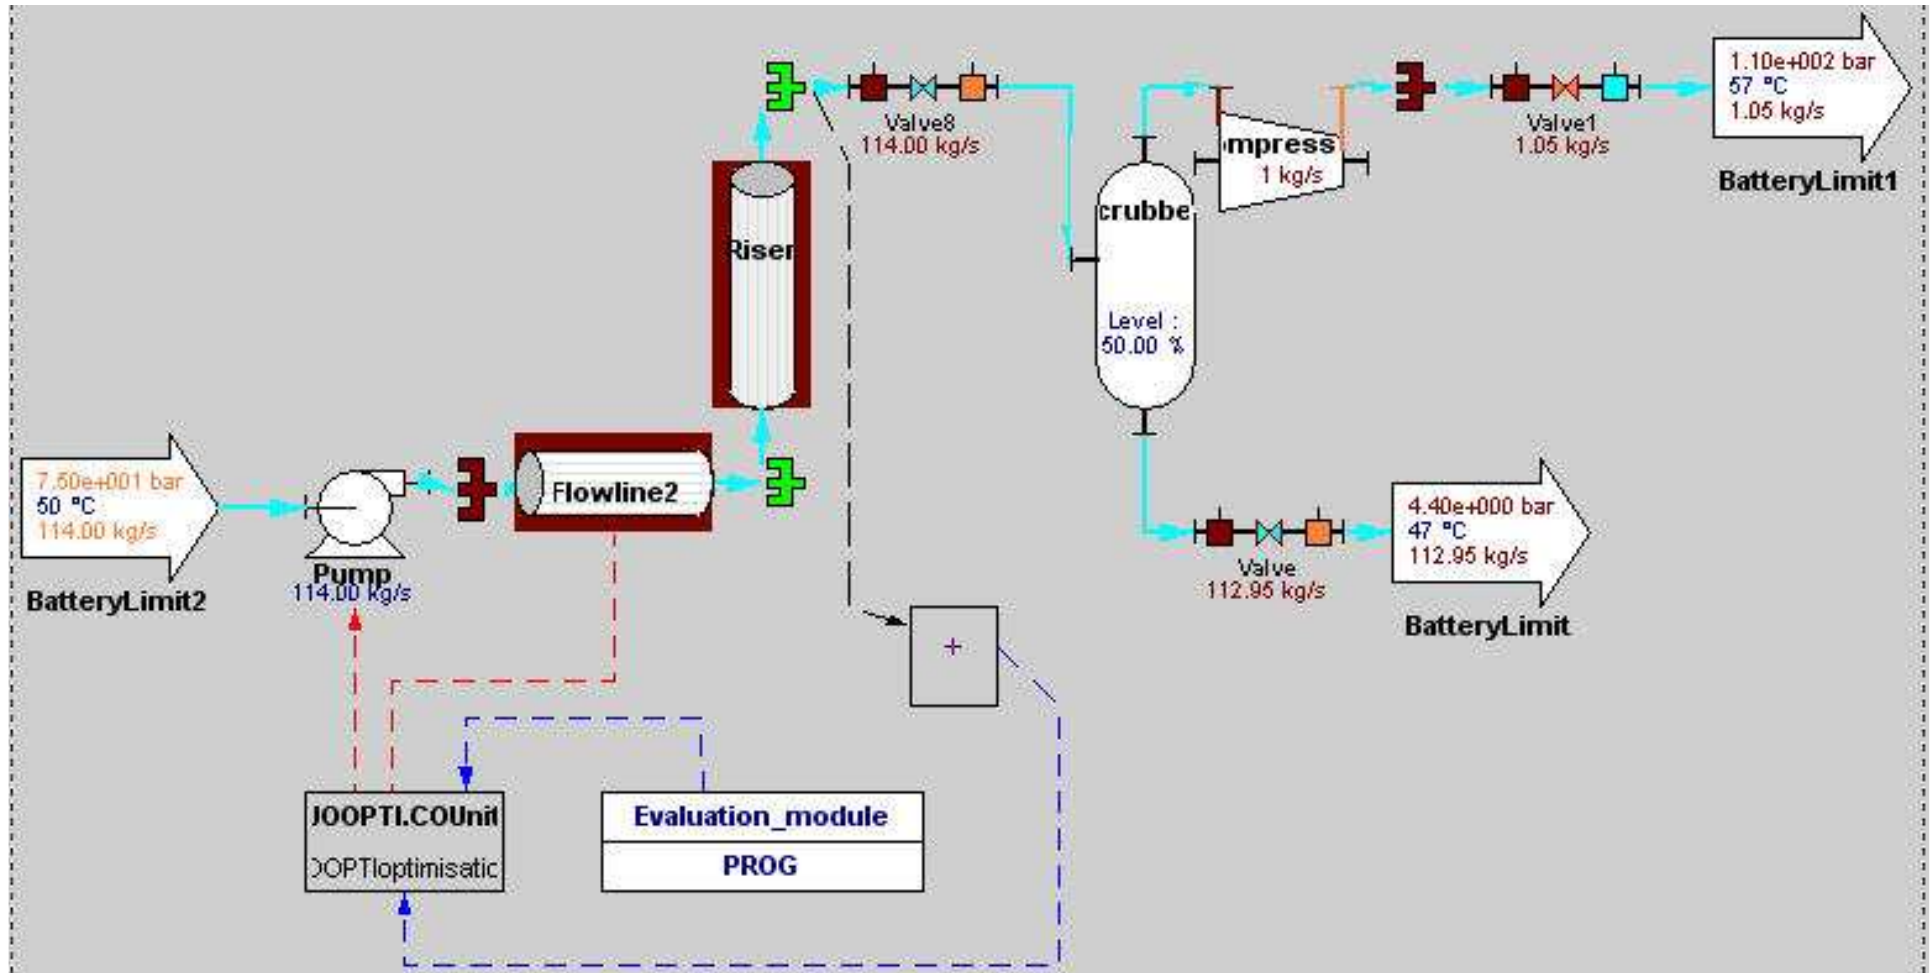 1.10e+002 bar
57 °C
1.05 kg/s
BatteryLimit1
Valve8
114.00 kg/s
ompress
1 kg/s
Valve1
1.05 kg/s
Riser
crubbe
Level :
50.00 %
7.50e+001 bar
50 °C
114.00 kg/s
BatteryLimit2
Pump
114.00 kg/s
Flowline2
Valve
112.95 kg/s
4.40e+000 bar
47 °C
112.95 kg/s
BatteryLimit
+
JOOPTI.COUnit
OOPTIoptimisatic
Evaluation_module
PROG